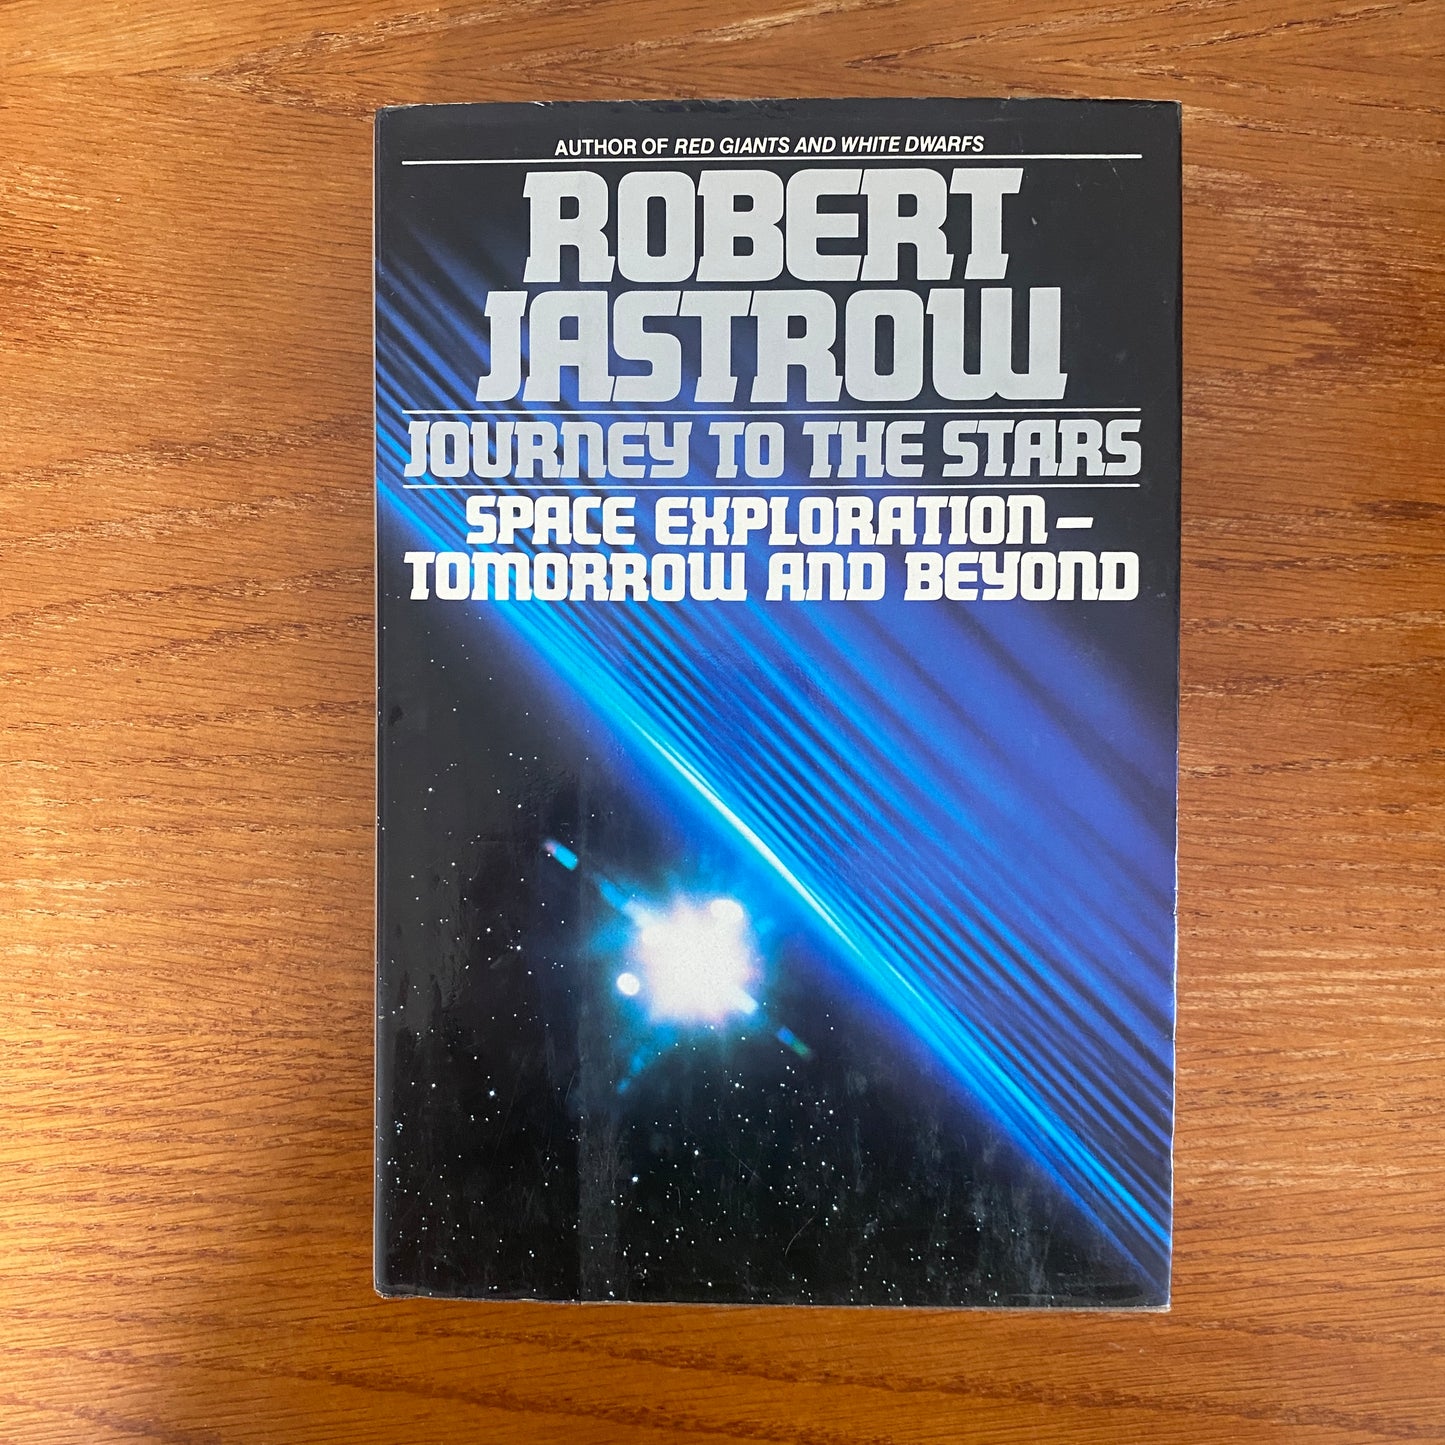 AUTHOR OF RED GIANTS AND WHITE DWARFS
ROBERT
JASTROW
JOURNEY TO THE STARS
SPACE EXPLORATION–
TOMORROW AND BEYOND